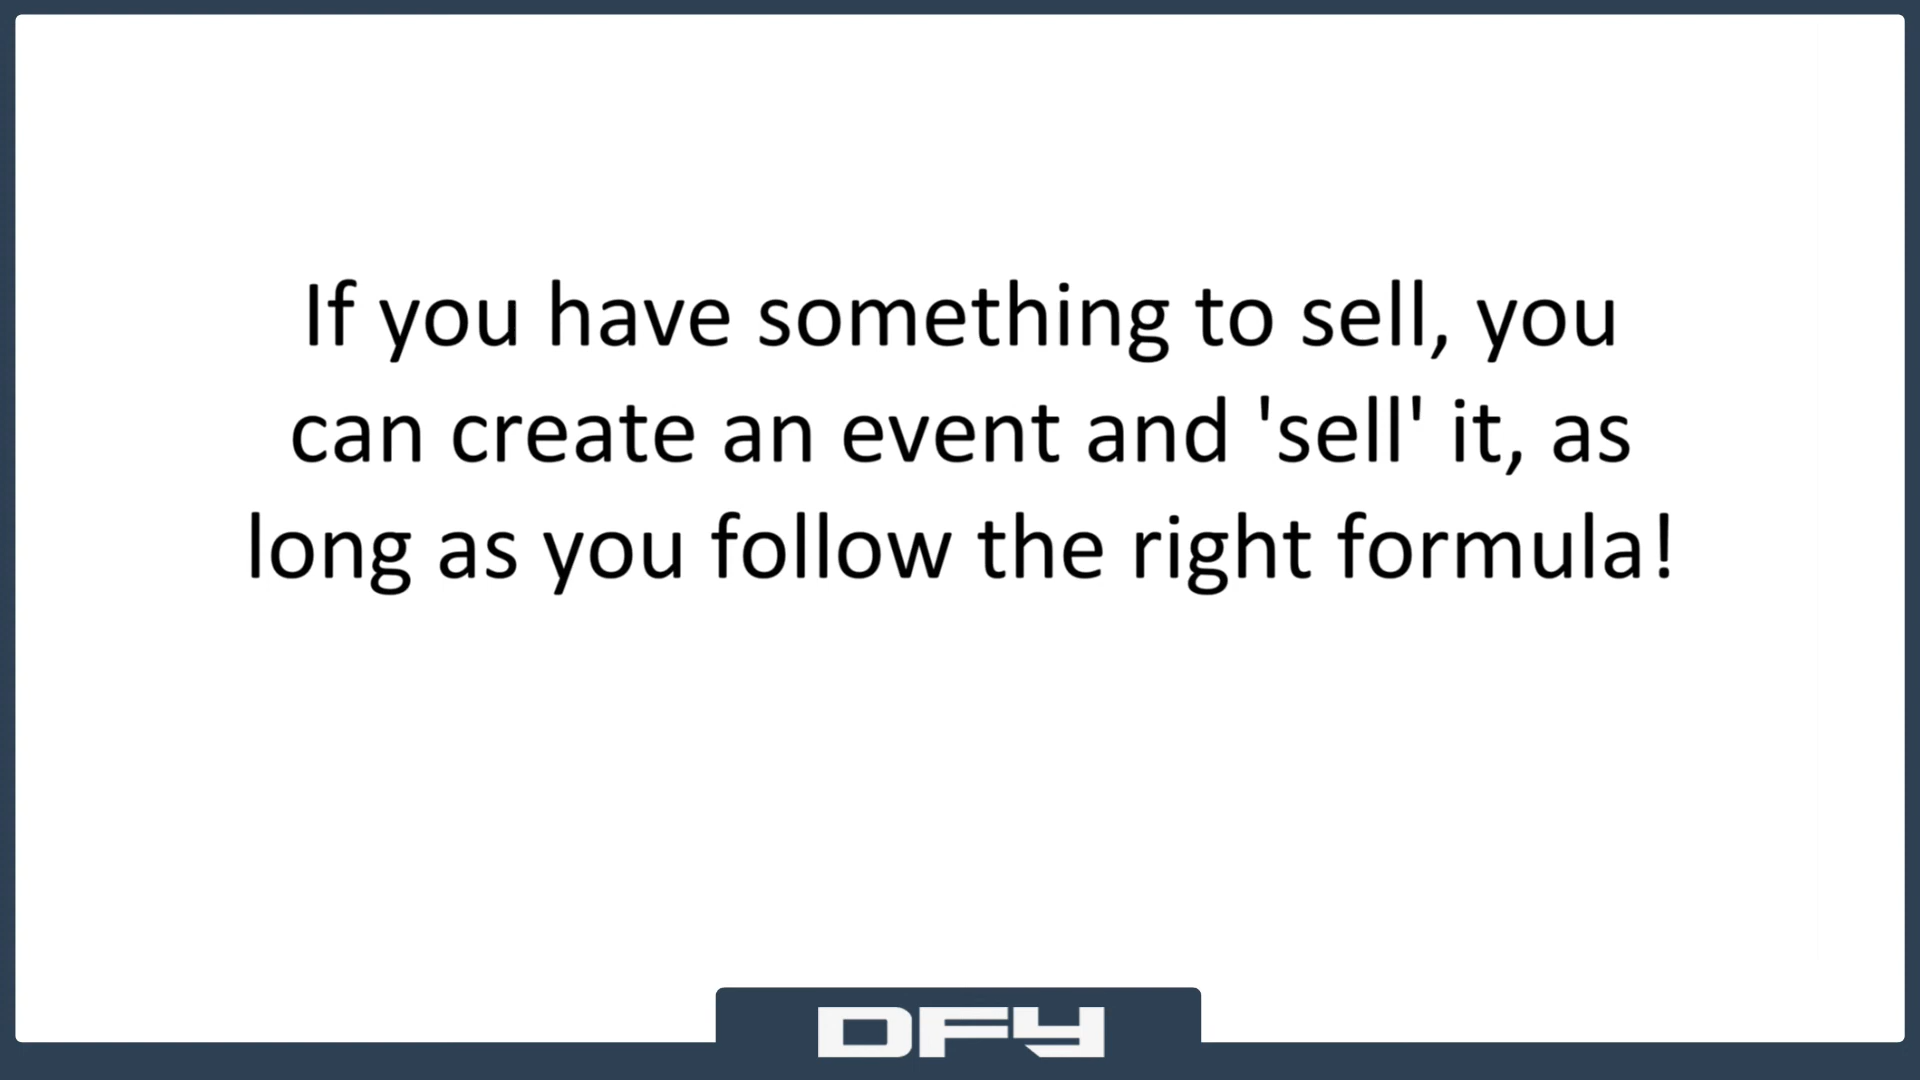 If you have something to sell, you
can create an event and 'sell' it, as
long as you follow the right formula!
DFY